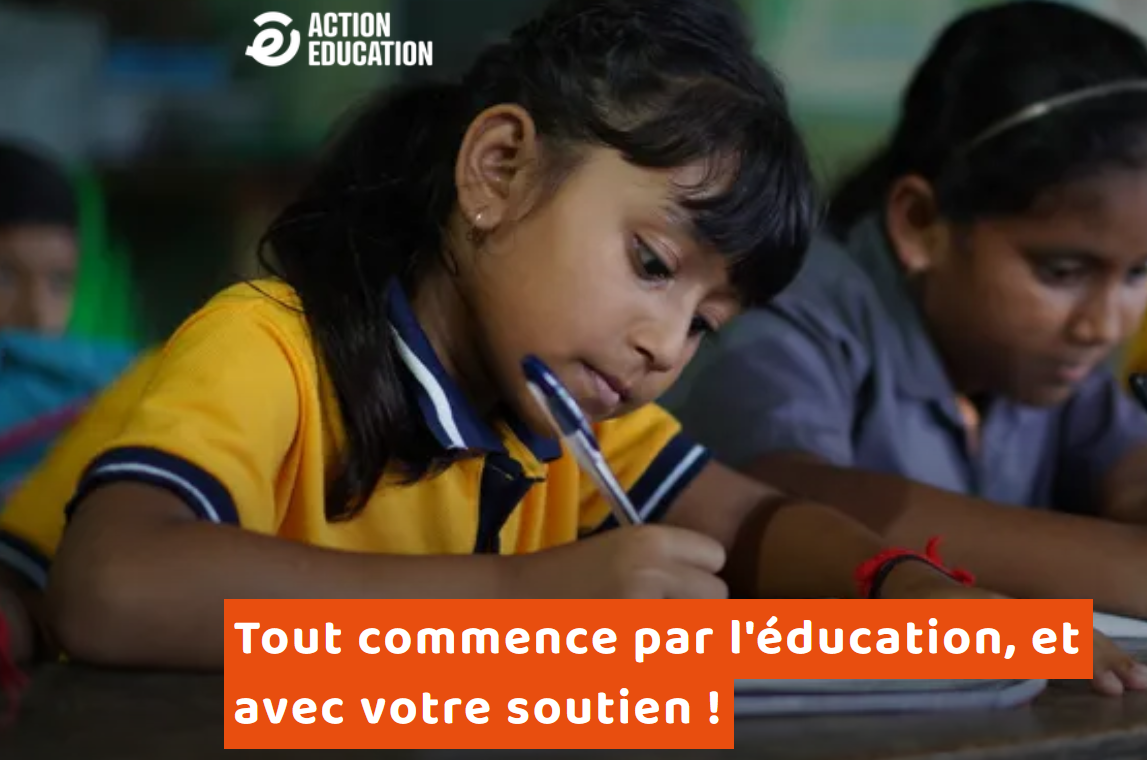 ACTION
EDUCATION
Tout commence par l'éducation, et
avec votre soutien !